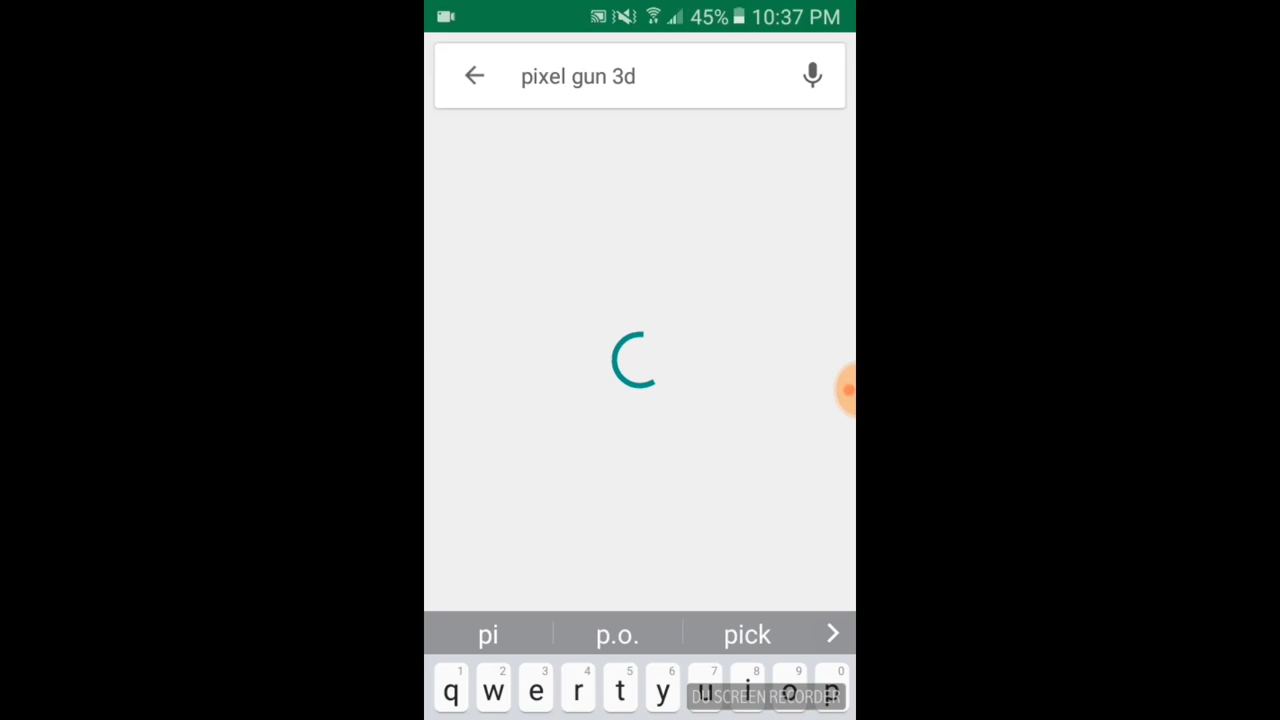 45% 10:37 PM
pixel gun 3d
pi p.o. pick
1 2 3 4 5 6 7 8 9 0
q w e r t y u i o p
DU SCREEN RECORDER